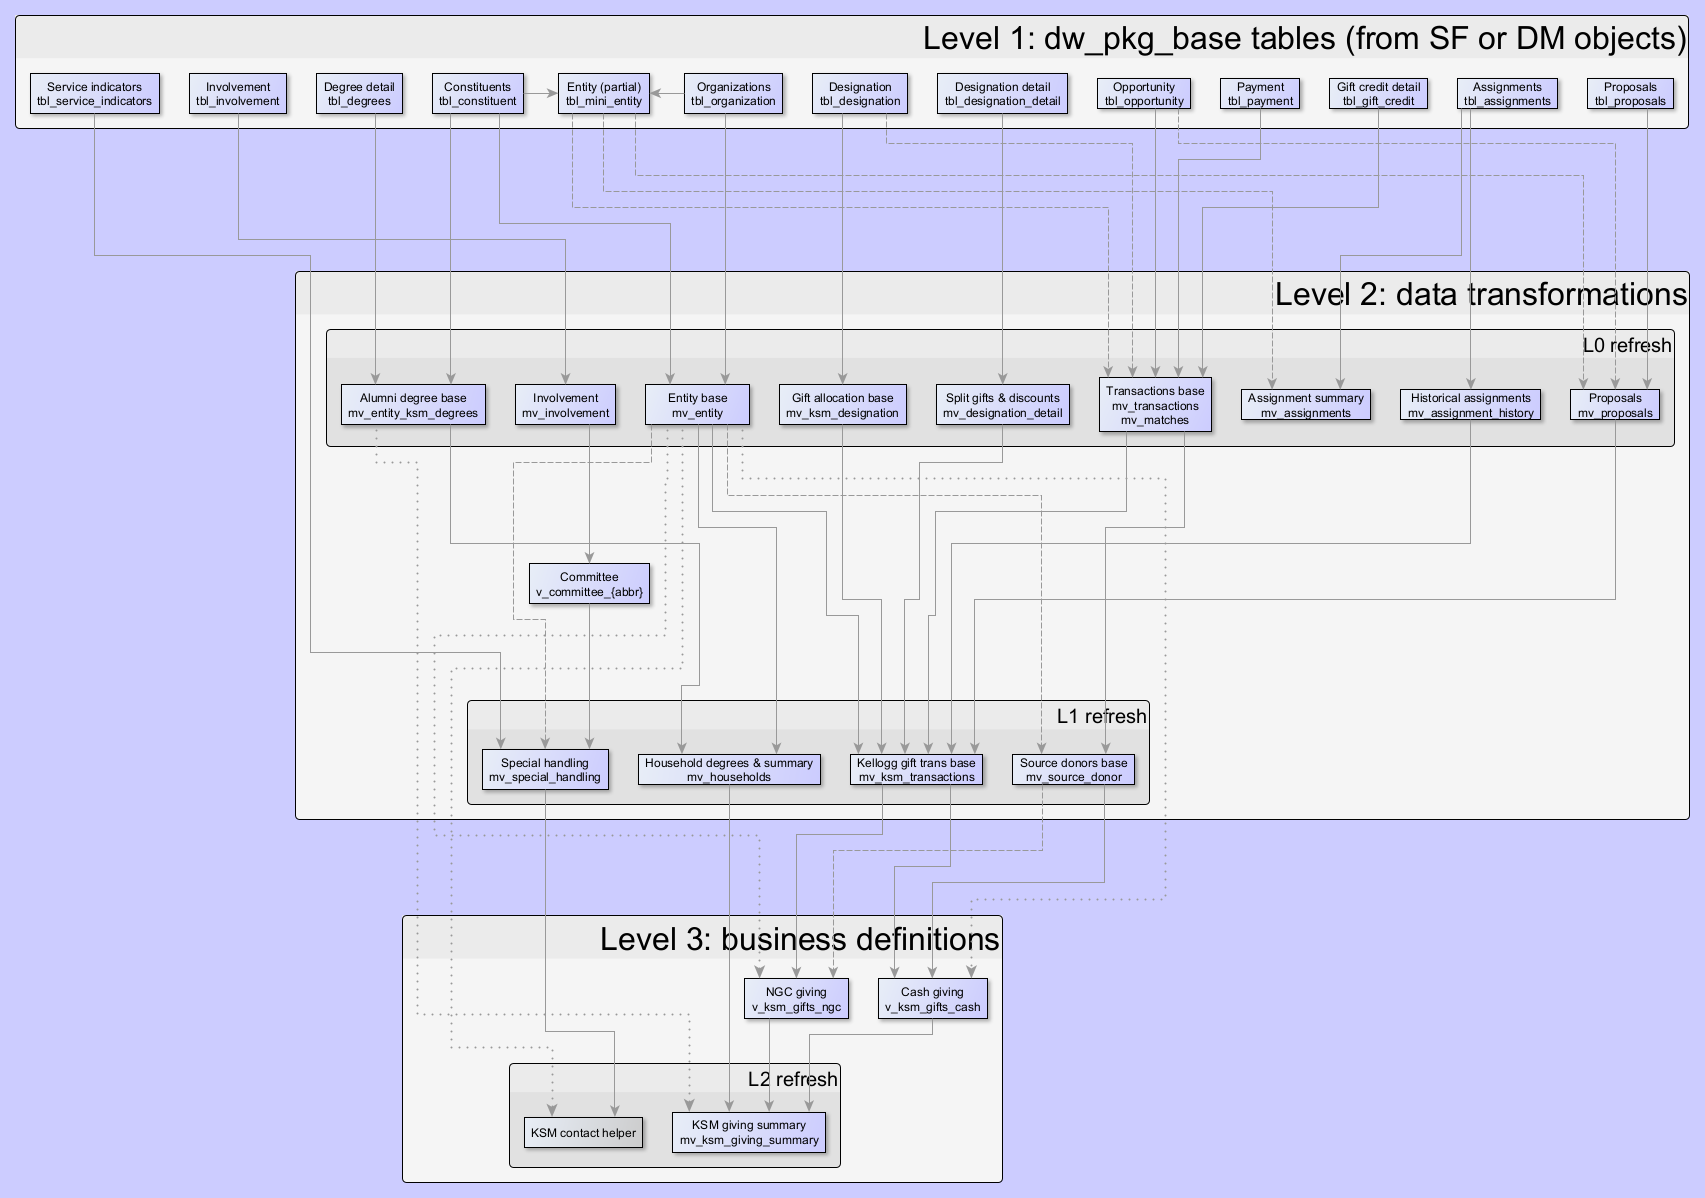 Level 1: dw_pkg_base tables (from SF or DM objects)
Service indicators
tbl_service_indicators
Involvement
tbl_involvement
Degree detail
tbl_degrees
Constituents
tbl_constituent
Entity (partial)
tbl_mini_entity
Organizations
tbl_organization
Designation
tbl_designation
Designation detail
tbl_designation_detail
Opportunity
tbl_opportunity
Payment
tbl_payment
Gift credit detail
tbl_gift_credit
Assignments
tbl_assignments
Proposals
tbl_proposals
Level 2: data transformations
L0 refresh
Alumni degree base
mv_entity_ksm_degrees
Involvement
mv_involvement
Entity base
mv_entity
Gift allocation base
mv_ksm_designation
Split gifts & discounts
mv_designation_detail
Transactions base
mv_transactions
mv_matches
Assignment summary
mv_assignments
Historical assignments
mv_assignment_history
Proposals
mv_proposals
Committee
v_committee_{abbr}
L1 refresh
Special handling
mv_special_handling
Household degrees & summary
mv_households
Kellogg gift trans base
mv_ksm_transactions
Source donors base
mv_source_donor
Level 3: business definitions
NGC giving
v_ksm_gifts_ngc
Cash giving
v_ksm_gifts_cash
L2 refresh
KSM contact helper
KSM giving summary
mv_ksm_giving_summary